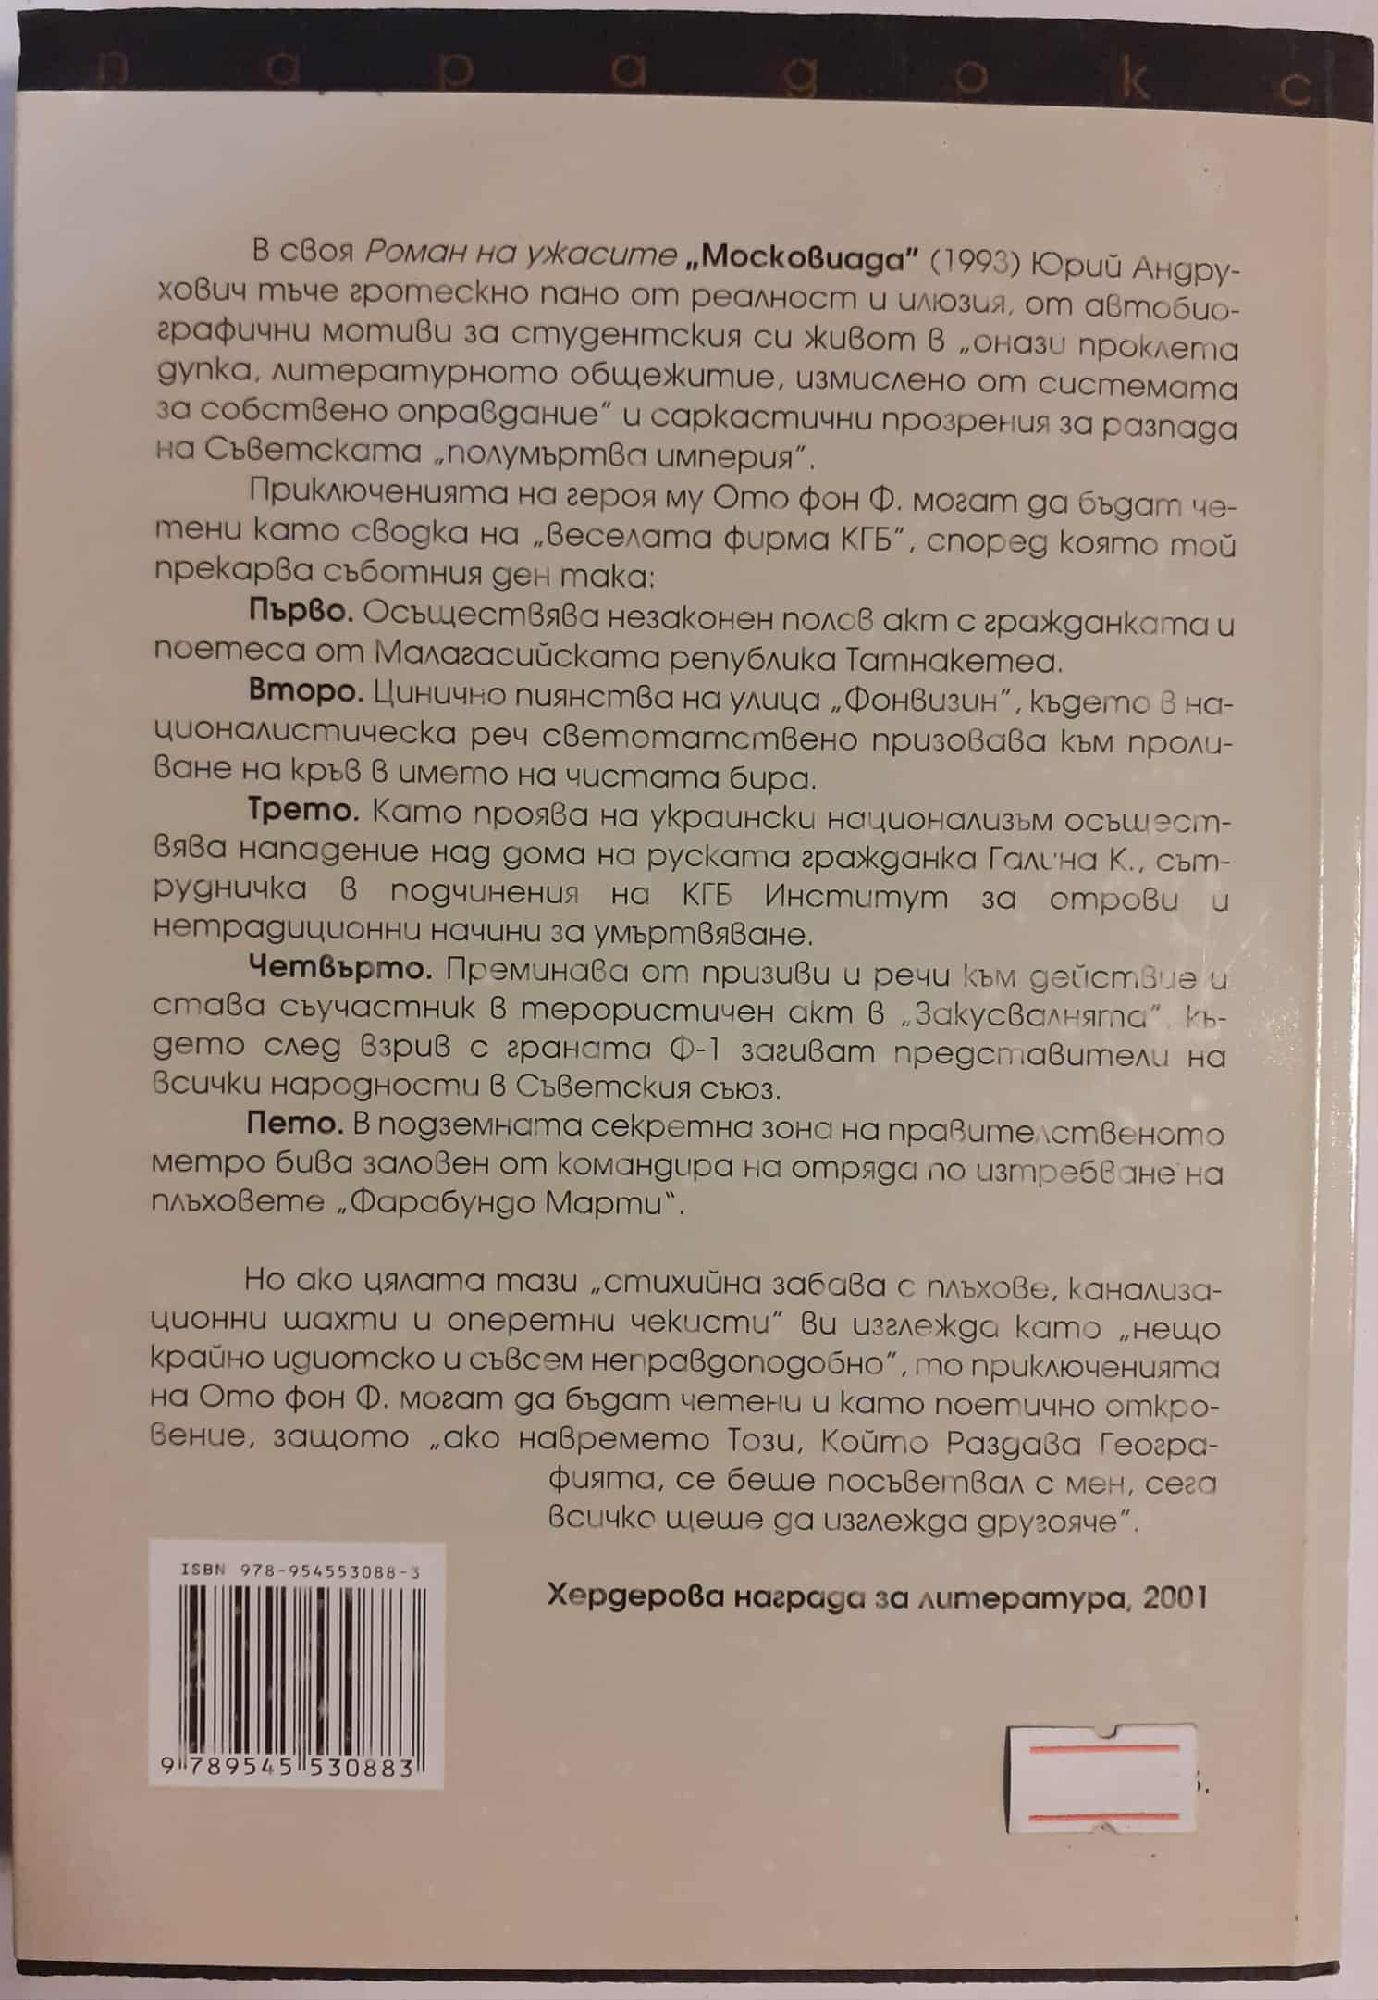 парадокс
В своя Роман на ужасите „Московиада" (1993) Юрий Андру-
хович тъче гротескно пано от реалност и илюзия, от автобио-
графични мотиви за студентския си живот в „онази проклета
дупка, литературното общежитие, измислено от системата
за собствено оправдание" и саркастични прозрения за разпада
на Съветската „полумъртва империя".
Приключенията на героя му Ото фон Ф. могат да бъдат че-
тени като сводка на „веселата фирма КГБ", според която той
прекарва съботния ден така:
Първо. Осъществява незаконен полов акт с гражданката и
поетеса от Малагасийската република Татнакетеа.
Второ. Цинично пиянства на улица „Фонвизин", където в на-
ционалистическа реч светотатствено призовава към проли-
ване на кръв в името на чистата бира.
Трето. Като проява на украински национализъм осъщест-
вява нападение над дома на руската гражданка Галина К., сът-
рудничка в подчинения на КГБ Институт за отрови и
нетрадиционни начини за умъртвяване.
Четвърто. Преминава от призиви и речи към действие и
става съучастник в терористичен акт в „Закусвалнята", къ-
дето след взрив с граната Ф-1 загиват представители на
всички народности в Съветския съюз.
Пето. В подземната секретна зона на правителственото
метро бива заловен от командира на отряда по изтребване на
плъховете „Фарабундо Марти".
Но ако цялата тази „стихийна забава с плъхове, канализа-
ционни шахти и оперетни чекисти" ви изглежда като „нещо
крайно идиотско и съвсем неправдоподобно", то приключенията
на Ото фон Ф. могат да бъдат четени и като поетично откро-
вение, защото „ако навремето Този, Който Раздава Геогра-
фията, се беше посъветвал с мен, сега
всичко щеше да изглежда другояче".
Хердерова награда за литература, 2001
ISBN 978-954553088-3
9 789545 530883